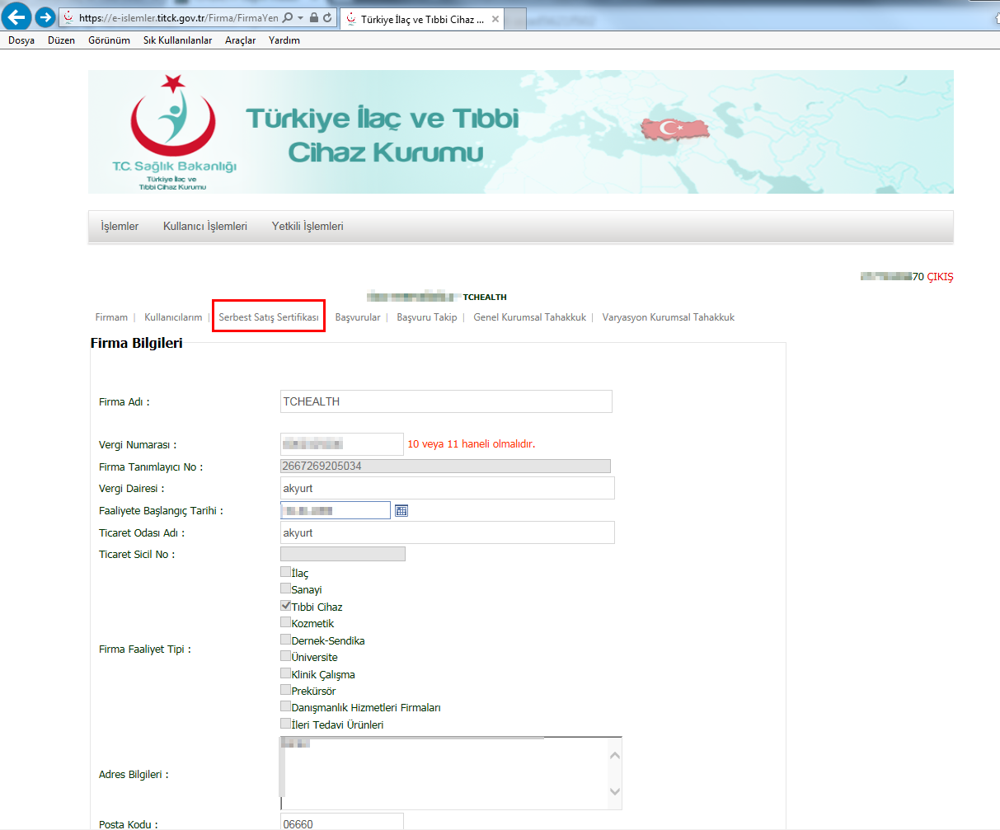 https://e-islemler.titck.gov.tr/Firma/FirmaYen
Türkiye İlaç ve Tıbbi Cihaz ...
Dosya Düzen Görünüm Sık Kullanılanlar Araçlar Yardım
Türkiye İlaç ve Tıbbi
Cihaz Kurumu
T.C. Sağlık Bakanlığı
Türkiye İlaç ve
Tıbbi Cihaz Kurumu
İşlemler Kullanıcı İşlemleri Yetkili İşlemleri
70 ÇIKIŞ
TCHEALTH
Firmam | Kullanıcılarım | Serbest Satış Sertifikası Başvurular | Başvuru Takip | Genel Kurumsal Tahakkuk | Varyasyon Kurumsal Tahakkuk
Firma Bilgileri
Firma Adı : TCHEALTH
Vergi Numarası : 10 veya 11 haneli olmalıdır.
Firma Tanımlayıcı No : 2667269205034
Vergi Dairesi : akyurt
Faaliyete Başlangıç Tarihi :
Ticaret Odası Adı : akyurt
Ticaret Sicil No :
İlaç
Sanayi
Tıbbi Cihaz
Kozmetik
Dernek-Sendika
Firma Faaliyet Tipi :
Üniversite
Klinik Çalışma
Prekürsör
Danışmanlık Hizmetleri Firmaları
İleri Tedavi Ürünleri
Adres Bilgileri :
Posta Kodu : 06660